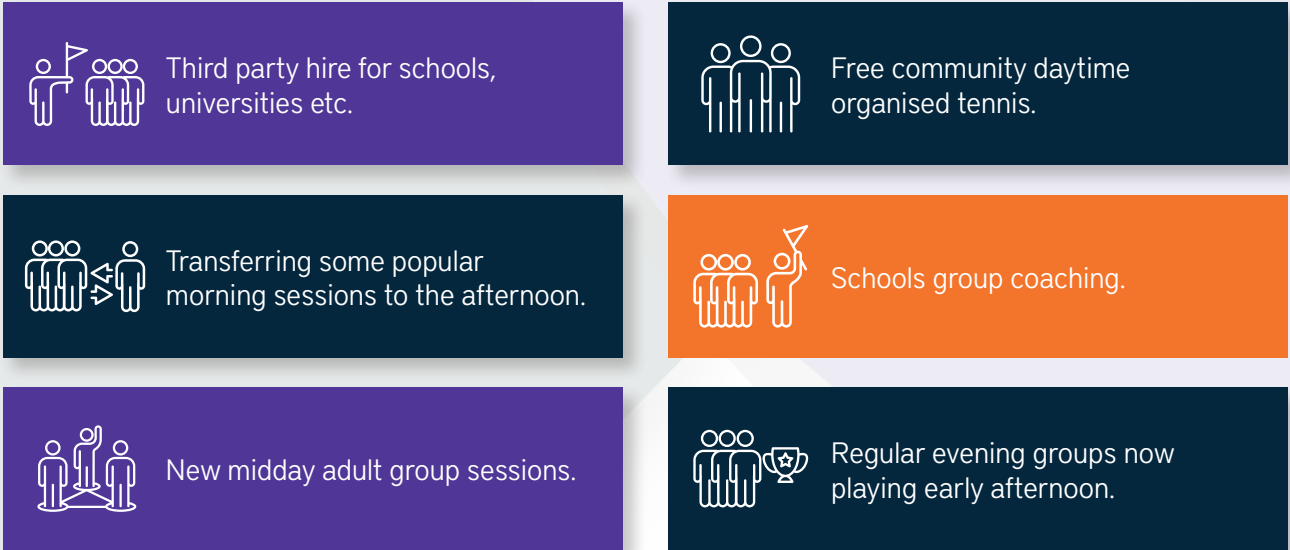 Third party hire for schools,
universities etc.
Free community daytime
organised tennis.
Transferring some popular
morning sessions to the afternoon.
Schools group coaching.
New midday adult group sessions.
Regular evening groups now
playing early afternoon.